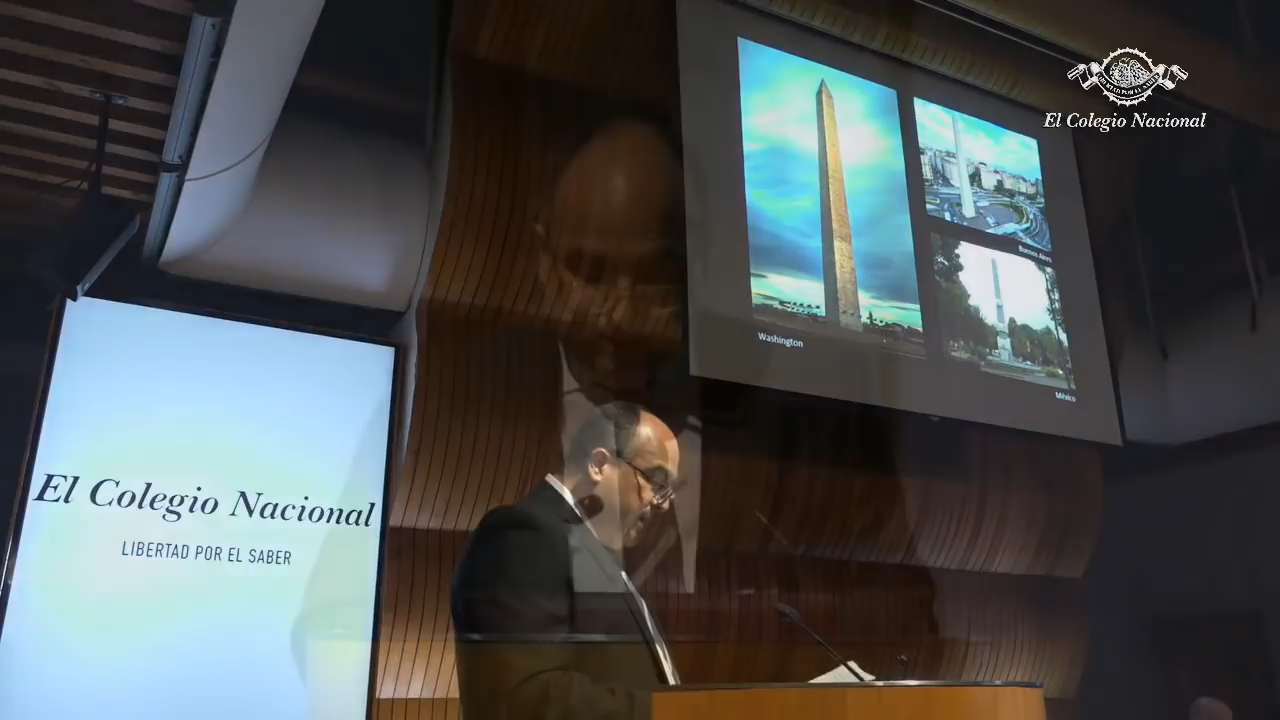 El Colegio Nacional
Buenos Aires
Washington
México
El Colegio Nacional
LIBERTAD POR EL SABER